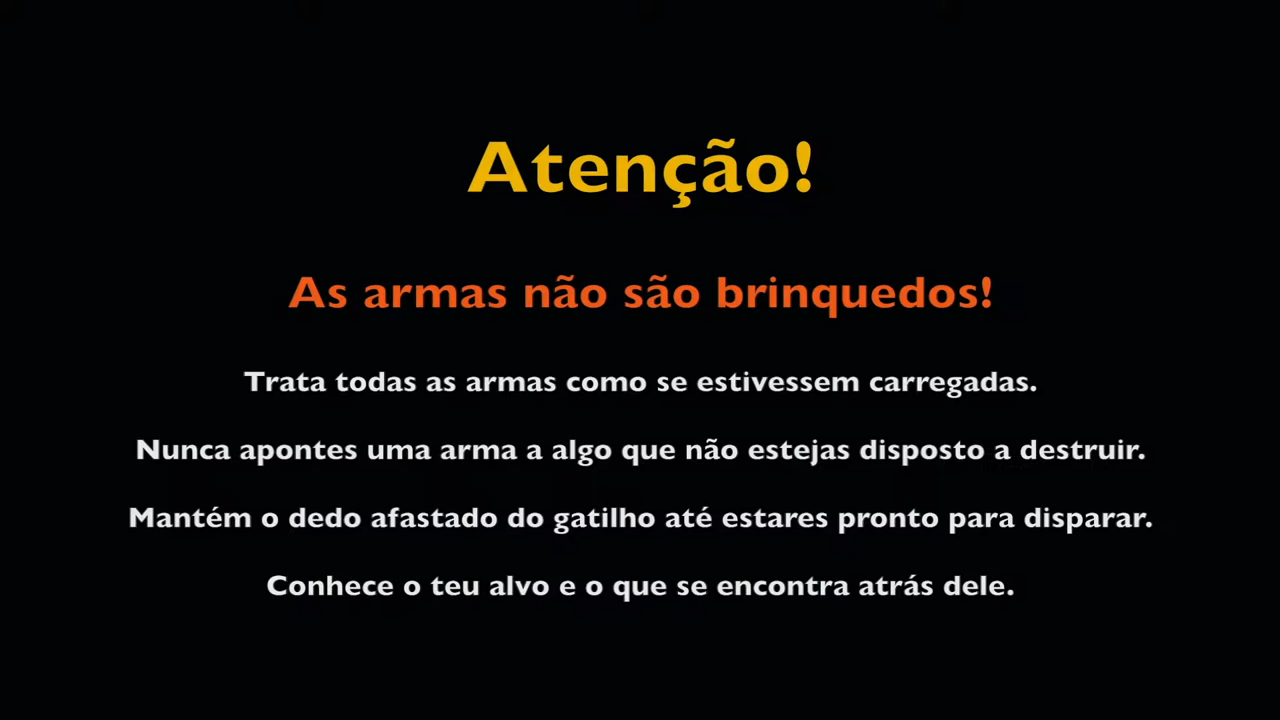 Atenção!
As armas não são brinquedos!
Trata todas as armas como se estivessem carregadas.
Nunca apontes uma arma a algo que não estejas disposto a destruir.
Mantém o dedo afastado do gatilho até estares pronto para disparar.
Conhece o teu alvo e o que se encontra atrás dele.